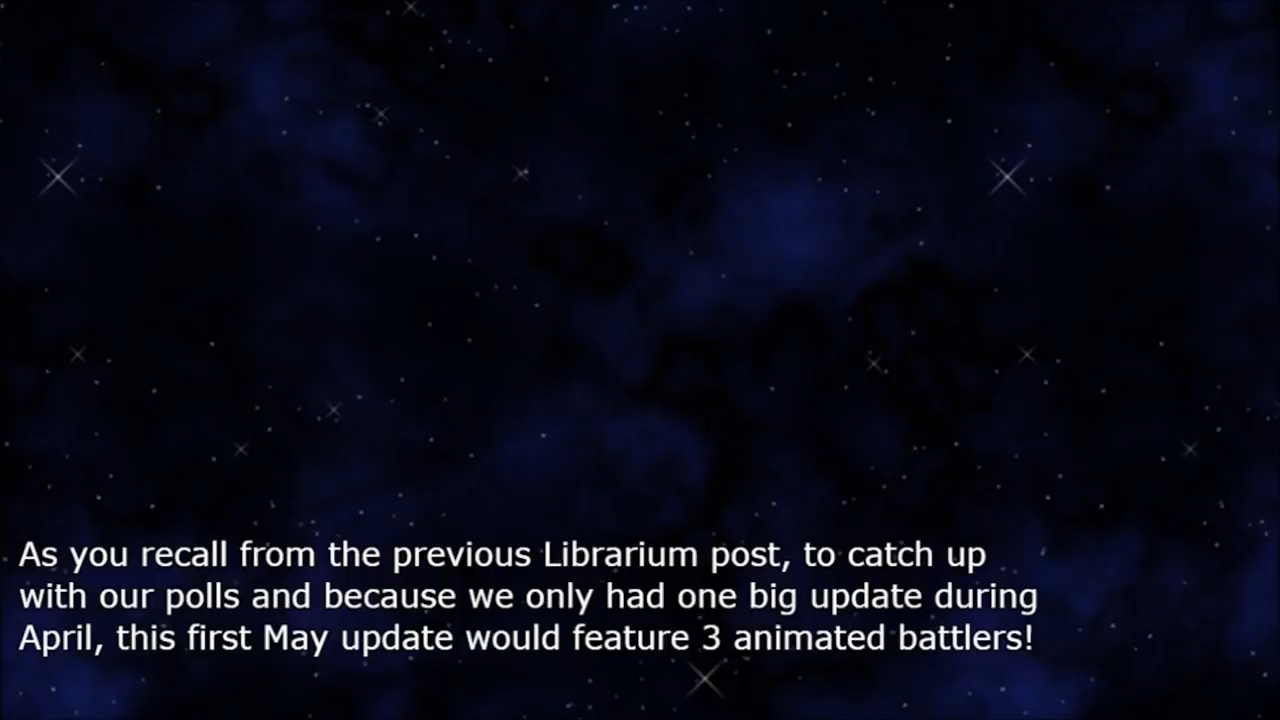 As you recall from the previous Librarium post, to catch up
with our polls and because we only had one big update during
April, this first May update would feature 3 animated battlers!